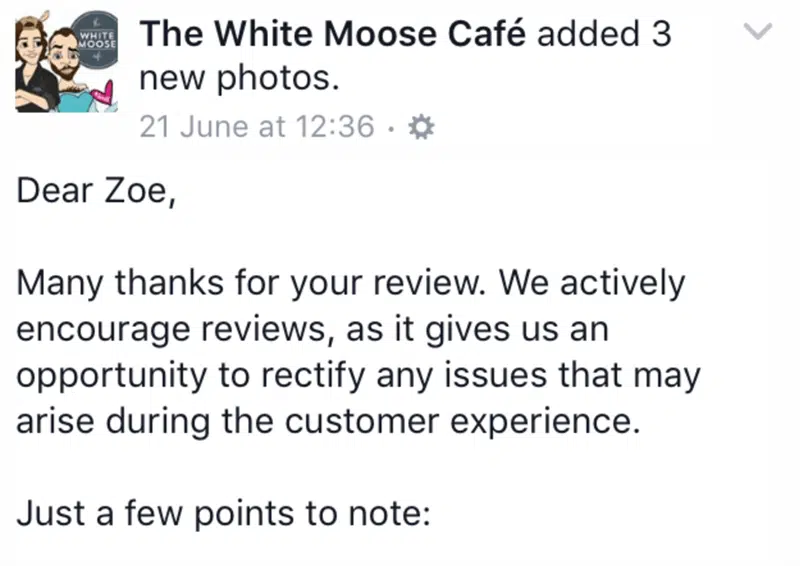 WHITE
MOOSE
The White Moose Café added 3
new photos.
21 June at 12:36 ·
Dear Zoe,
Many thanks for your review. We actively
encourage reviews, as it gives us an
opportunity to rectify any issues that may
arise during the customer experience.
Just a few points to note: